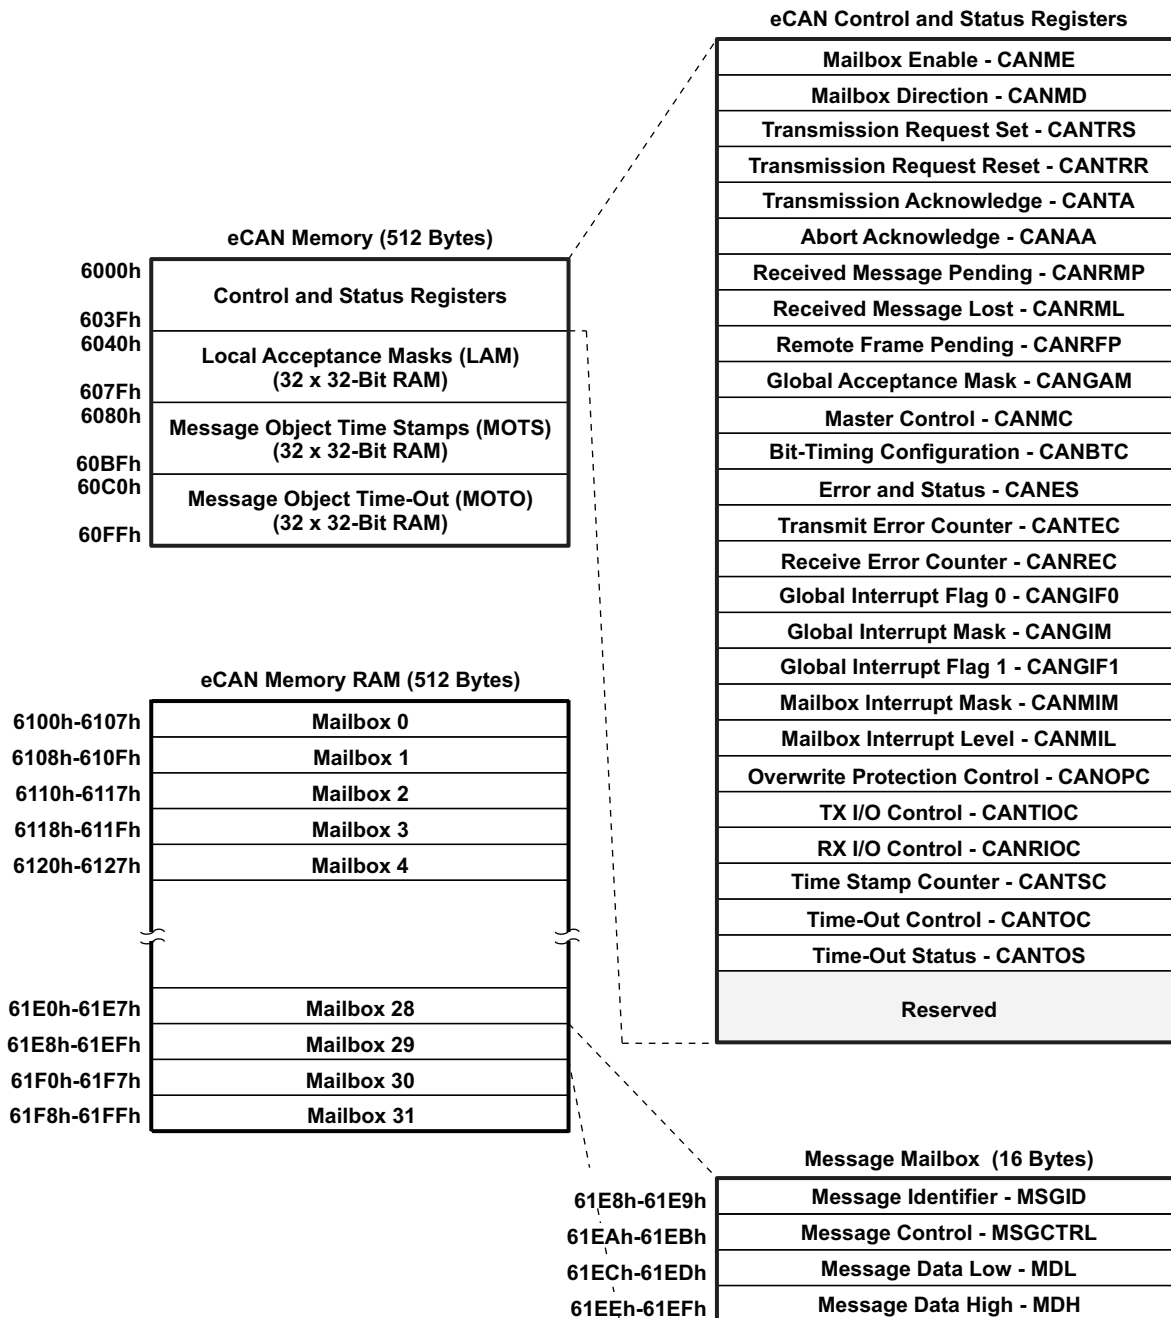 eCAN Control and Status Registers
Mailbox Enable - CANME
Mailbox Direction - CANMD
Transmission Request Set - CANTRS
Transmission Request Reset - CANTRR
Transmission Acknowledge - CANTA
Abort Acknowledge - CANAA
Received Message Pending - CANRMP
Received Message Lost - CANRML
Remote Frame Pending - CANRFP
Global Acceptance Mask - CANGAM
Master Control - CANMC
Bit-Timing Configuration - CANBTC
Error and Status - CANES
Transmit Error Counter - CANTEC
Receive Error Counter - CANREC
Global Interrupt Flag 0 - CANGIF0
Global Interrupt Mask - CANGIM
Global Interrupt Flag 1 - CANGIF1
Mailbox Interrupt Mask - CANMIM
Mailbox Interrupt Level - CANMIL
Overwrite Protection Control - CANOPC
TX I/O Control - CANTIOC
RX I/O Control - CANRIOC
Time Stamp Counter - CANTSC
Time-Out Control - CANTOC
Time-Out Status - CANTOS
Reserved
eCAN Memory (512 Bytes)
6000h
Control and Status Registers
603Fh
6040h
Local Acceptance Masks (LAM)
(32 x 32-Bit RAM)
607Fh
6080h
Message Object Time Stamps (MOTS)
(32 x 32-Bit RAM)
60BFh
60C0h
Message Object Time-Out (MOTO)
(32 x 32-Bit RAM)
60FFh
eCAN Memory RAM (512 Bytes)
6100h-6107h Mailbox 0
6108h-610Fh Mailbox 1
6110h-6117h Mailbox 2
6118h-611Fh Mailbox 3
6120h-6127h Mailbox 4
61E0h-61E7h Mailbox 28
61E8h-61EFh Mailbox 29
61F0h-61F7h Mailbox 30
61F8h-61FFh Mailbox 31
Message Mailbox (16 Bytes)
61E8h-61E9h Message Identifier - MSGID
61EAh-61EBh Message Control - MSGCTRL
61ECh-61EDh Message Data Low - MDL
61EEh-61EFh Message Data High - MDH